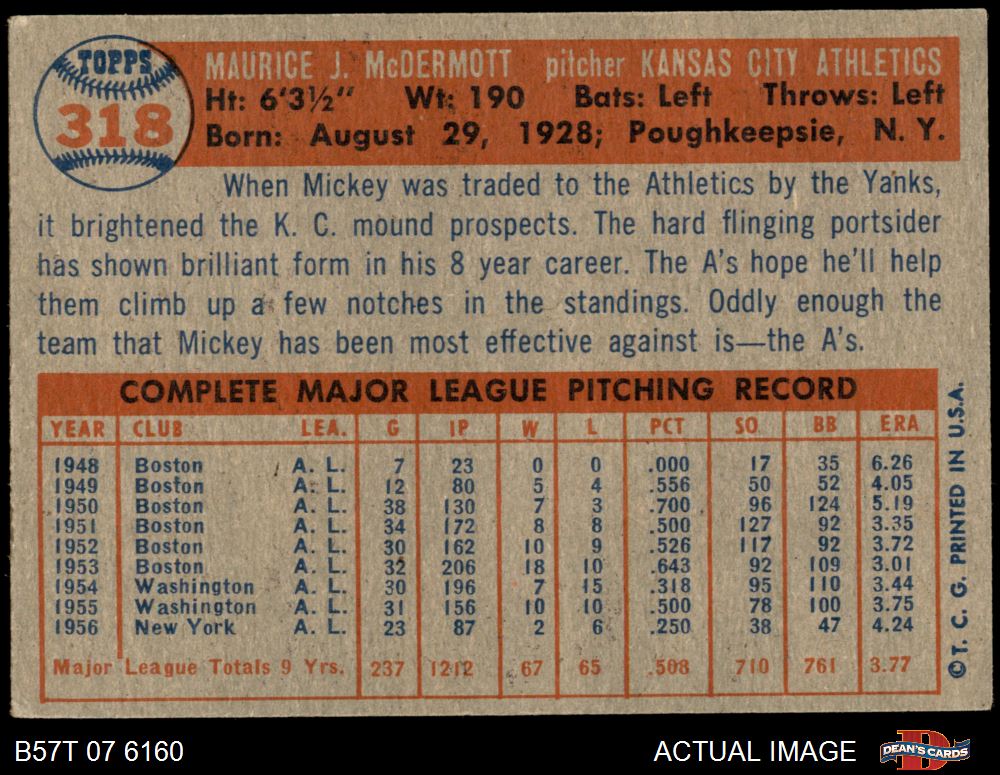 TOPPS
318
MAURICE J. McDERMOTT pitcher KANSAS CITY ATHLETICS
Ht: 6'3½" Wt: 190 Bats: Left Throws: Left
Born: August 29, 1928; Poughkeepsie, N. Y.
When Mickey was traded to the Athletics by the Yanks,
it brightened the K. C. mound prospects. The hard flinging portsider
has shown brilliant form in his 8 year career. The A's hope he'll help
them climb up a few notches in the standings. Oddly enough the
team that Mickey has been most effective against is—the A's.
COMPLETE MAJOR LEAGUE PITCHING RECORD
YEAR CLUB LEA. G IP W L PCT SO BB ERA
1948 Boston A. L. 7 23 0 0 .000 17 35 6.26
1949 Boston A. L. 12 80 5 4 .556 50 52 4.05
1950 Boston A. L. 38 130 7 3 .700 96 124 5.19
1951 Boston A. L. 34 172 8 8 .500 127 92 3.35
1952 Boston A. L. 30 162 10 9 .526 117 92 3.72
1953 Boston A. L. 32 206 18 10 .643 92 109 3.01
1954 Washington A. L. 30 196 7 15 .318 95 110 3.44
1955 Washington A. L. 31 156 10 10 .500 78 100 3.75
1956 New York A. L. 23 87 2 6 .250 38 47 4.24
Major League Totals 9 Yrs. 237 1212 67 65 .508 710 761 3.77
©T. C. G. PRINTED IN U.S.A.
B57T 07 6160
ACTUAL IMAGE
DEAN'S CARDS